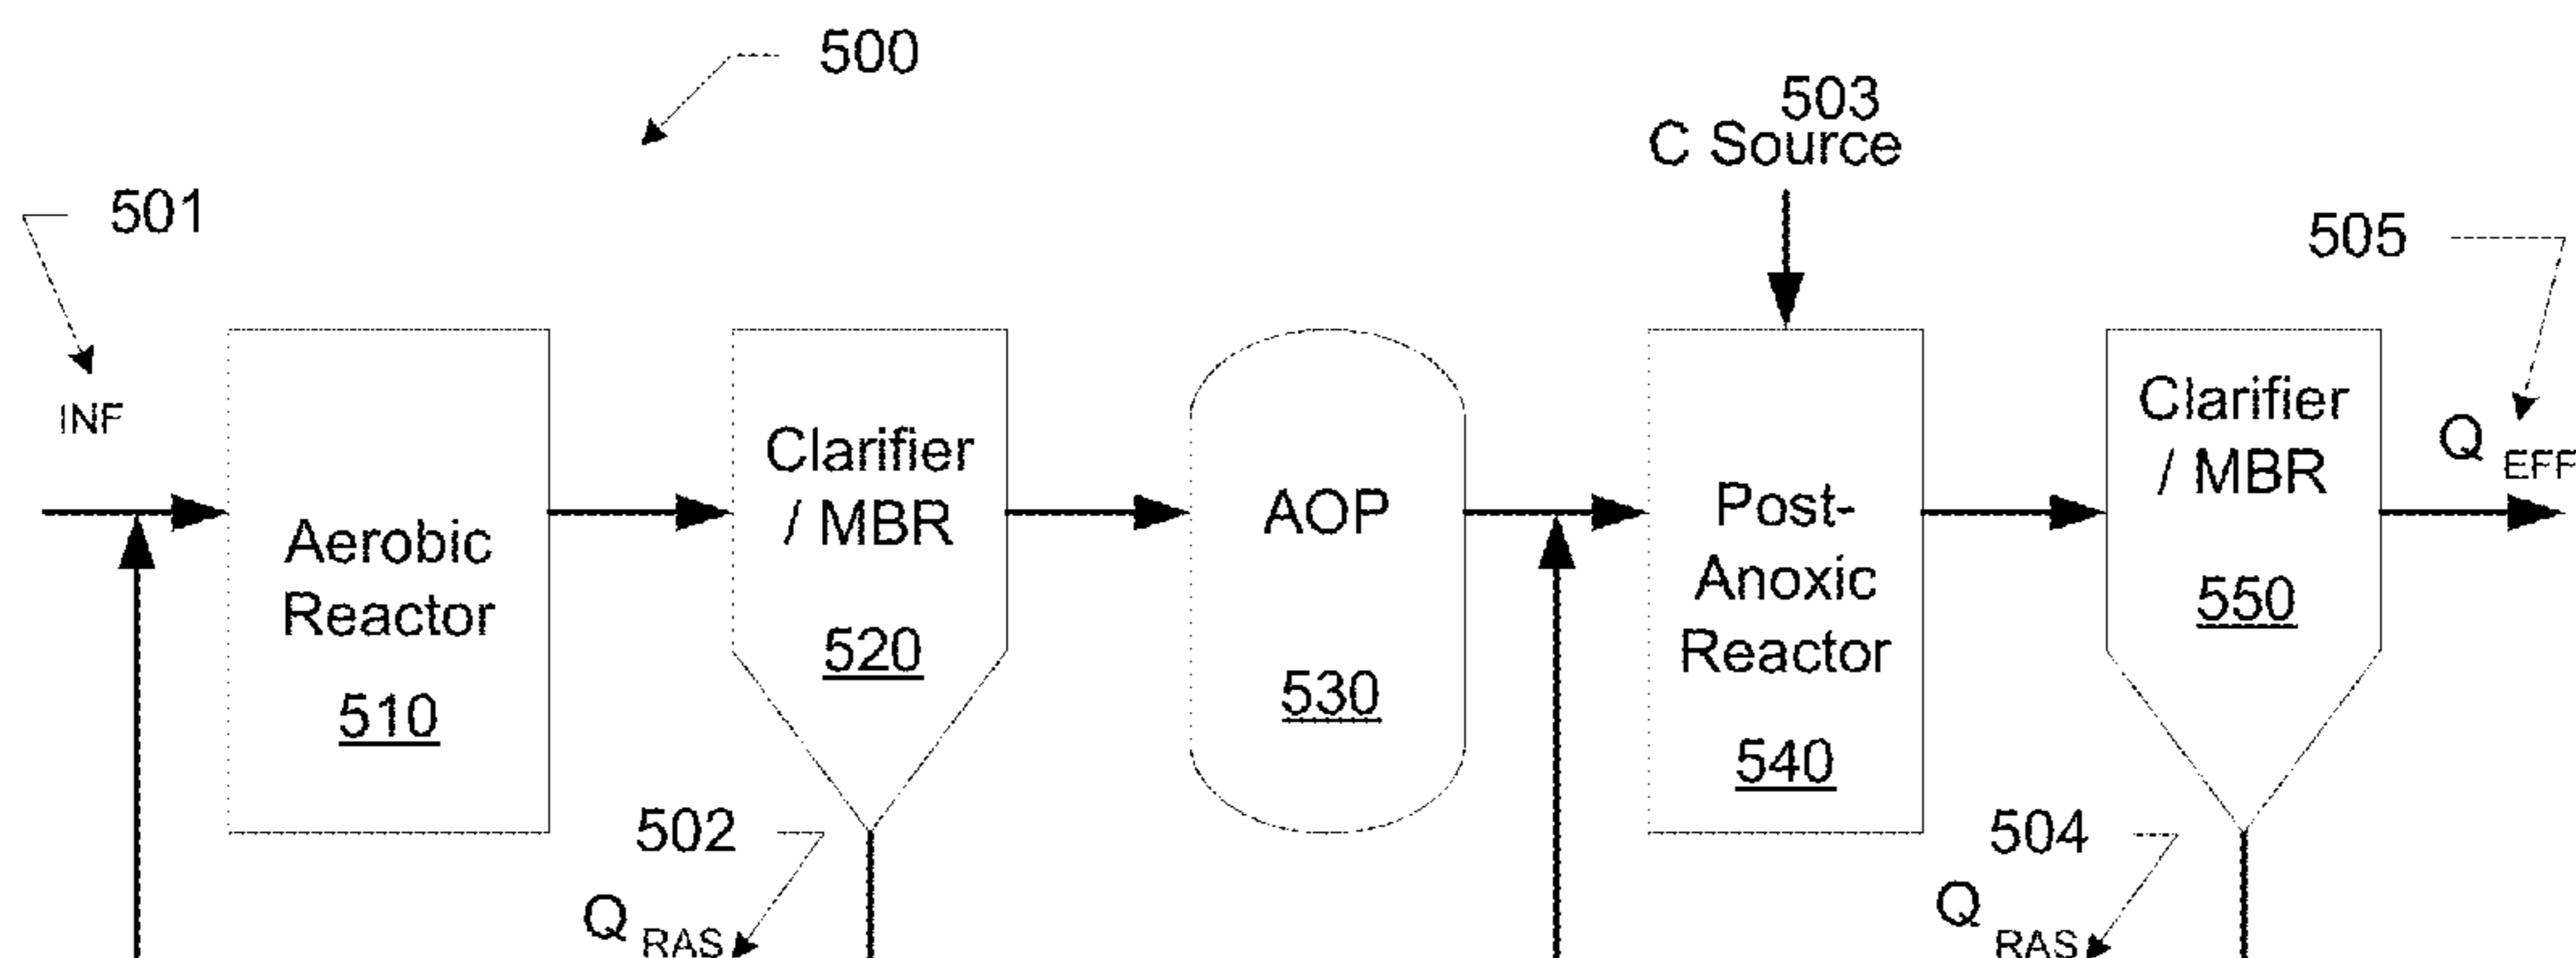 500
503
C Source
501
505
INF
Aerobic
Reactor
510
Clarifier
/ MBR
520
AOP
530
Post-
Anoxic
Reactor
540
Clarifier
/ MBR
550
Q EFF
502
Q RAS
504
Q RAS